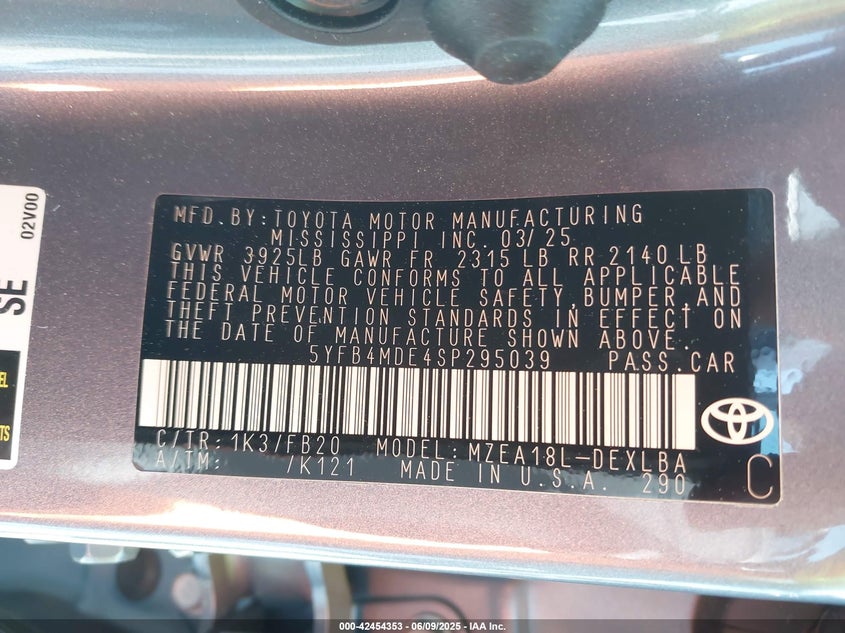 02V00
SE
MFD.BY:TOYOTA MOTOR MANUFACTURING
MISSISSIPPI INC. 03/25
GVWR 3925LB GAWR FR 2315 LB RR 2140 LB
THIS VEHICLE CONFORMS TO ALL APPLICABLE
FEDERAL MOTOR VEHICLE SAFETY,BUMPER,AND
THEFT PREVENTION STANDARDS IN EFFECT ON
THE DATE OF MANUFACTURE SHOWN ABOVE.
5YFB4MDE4SP295039 PASS.CAR
C/TR: 1K3/FB20 MODEL: MZEA18L-DEXLBA
A/TM: /K121 MADE IN U.S.A. 290
C
000-42454353 | 06/09/2025 - IAA Inc.